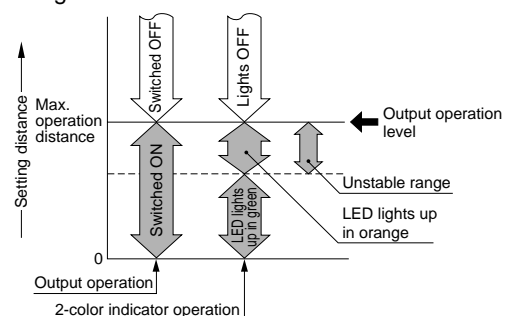 Setting distance
Switched OFF
Lights OFF
Max.
operation
distance
Output operation
level
Switched ON
LED lights
up in green
Unstable range
LED lights up
in orange
0
Output operation
2-color indicator operation